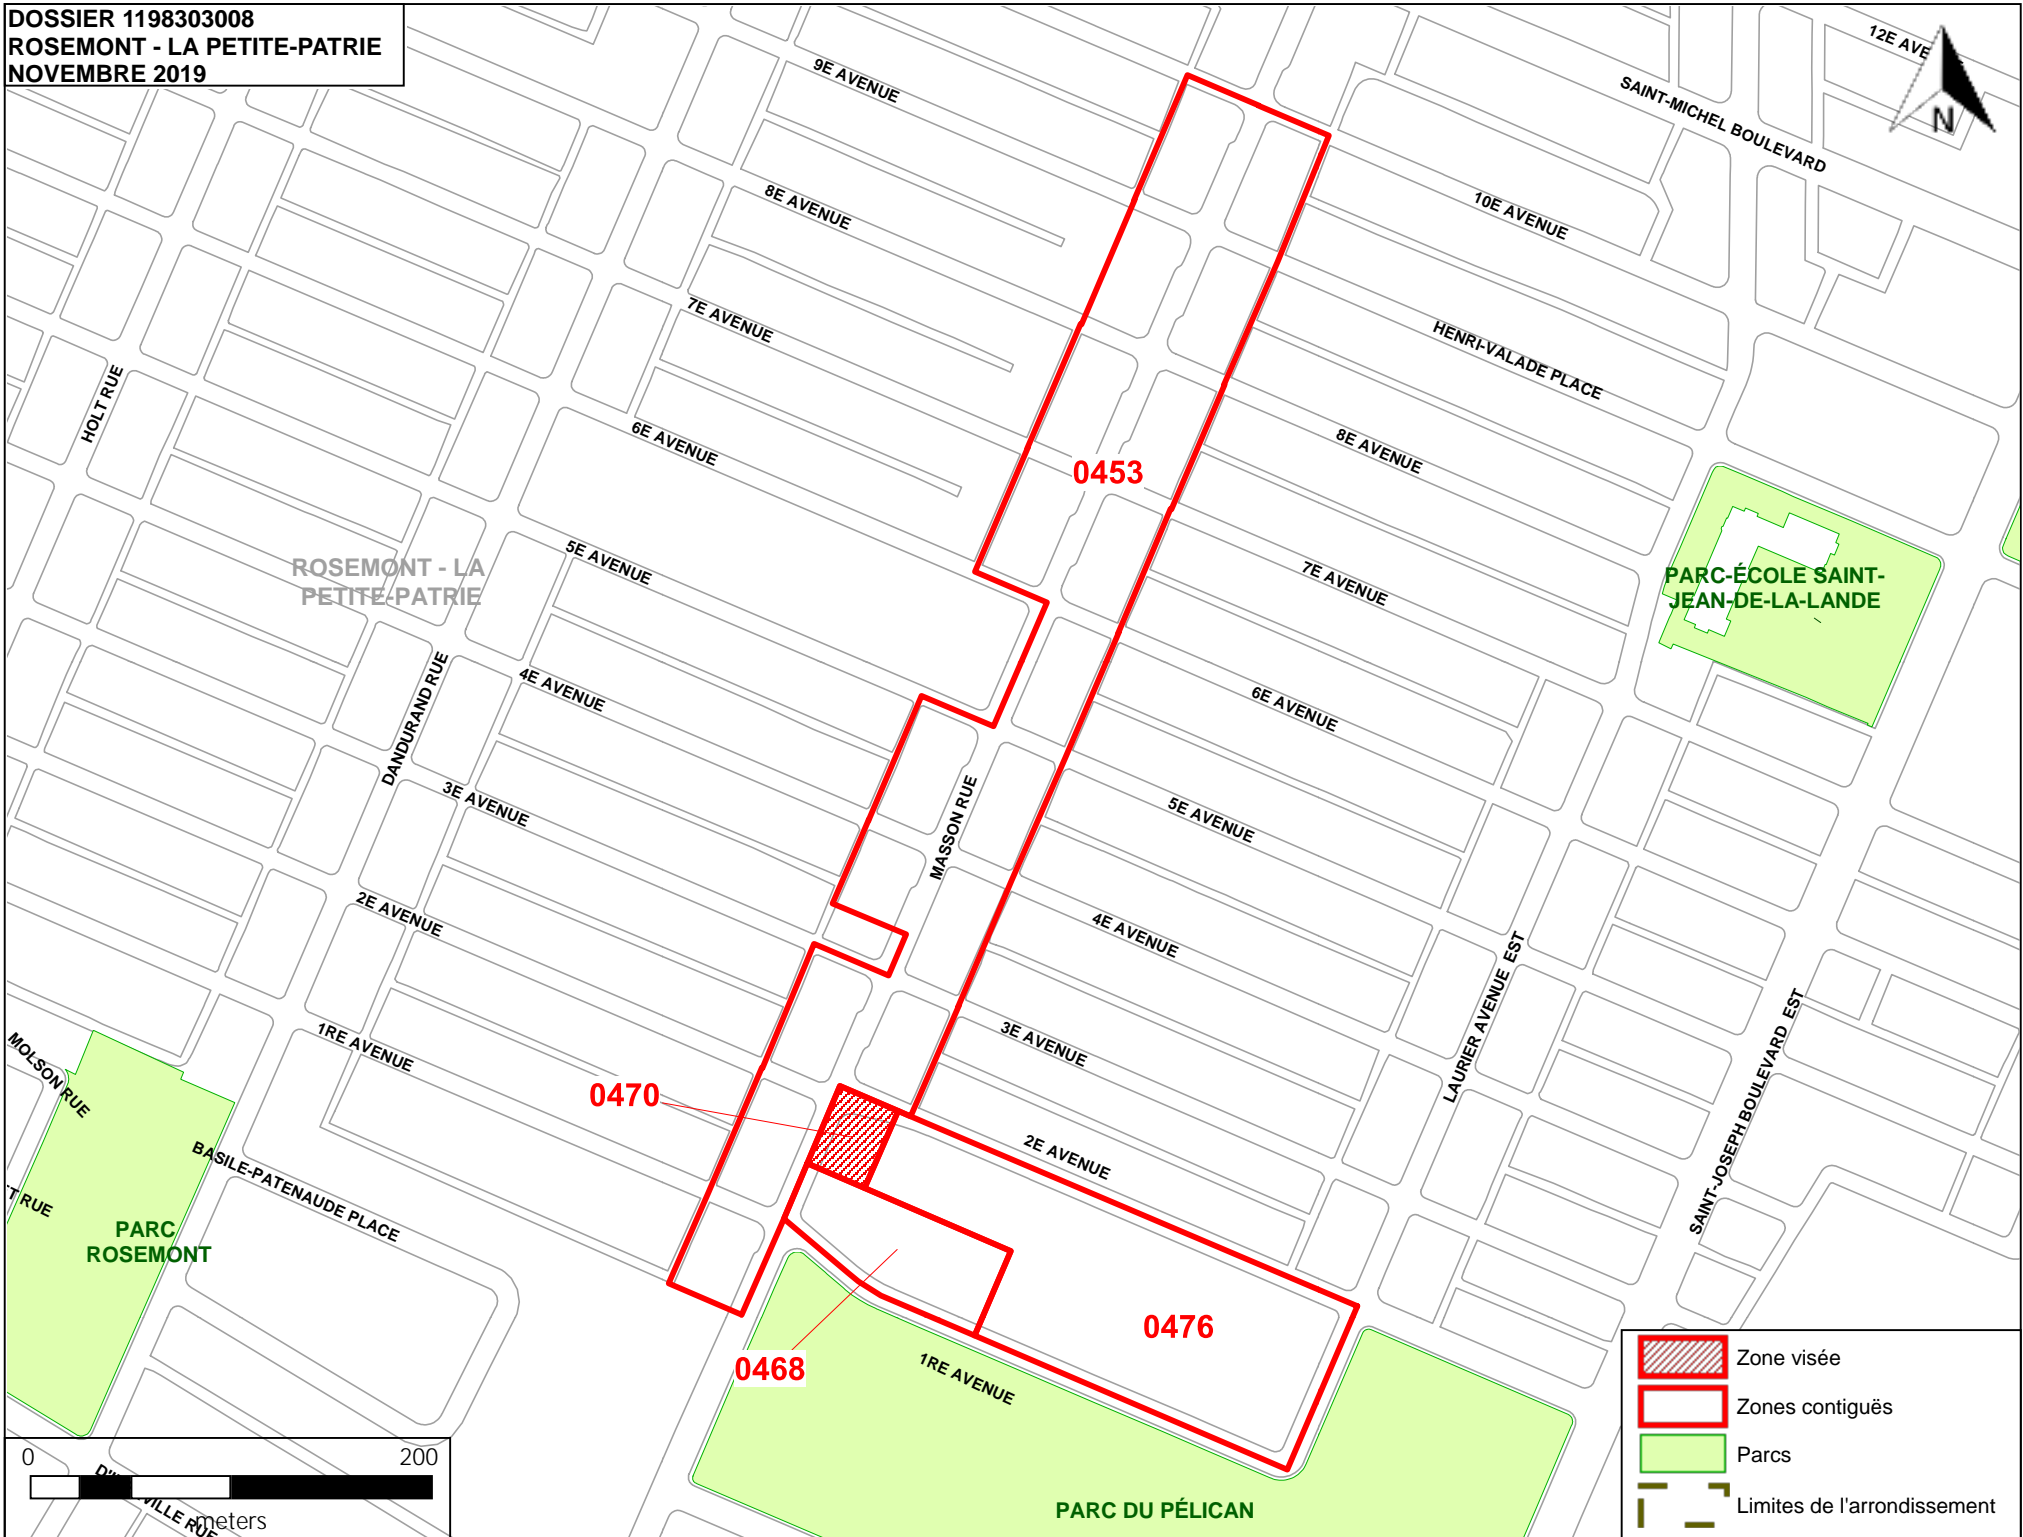 DOSSIER 1198303008
ROSEMONT - LA PETITE-PATRIE
NOVEMBRE 2019
12E AVE
N
9E AVENUE
SAINT-MICHEL BOULEVARD
8E AVENUE
10E AVENUE
7E AVENUE
HENRI-VALADE PLACE
HOLT RUE
6E AVENUE
8E AVENUE
0453
5E AVENUE
ROSEMONT - LA
PETITE-PATRIE
7E AVENUE
PARC-ÉCOLE SAINT-
JEAN-DE-LA-LANDE
4E AVENUE
DANDURAND RUE
6E AVENUE
3E AVENUE
MASSON RUE
5E AVENUE
2E AVENUE
4E AVENUE
LAURIER AVENUE EST
1RE AVENUE
3E AVENUE
SAINT-JOSEPH BOULEVARD EST
MOLSON RUE
0470
2E AVENUE
BASILE-PATENAUDE PLACE
T RUE
PARC
ROSEMONT
0476
0468
1RE AVENUE
PARC DU PÉLICAN
Zone visée
Zones contiguës
Parcs
Limites de l'arrondissement
0 200
meters
VILLE RUE